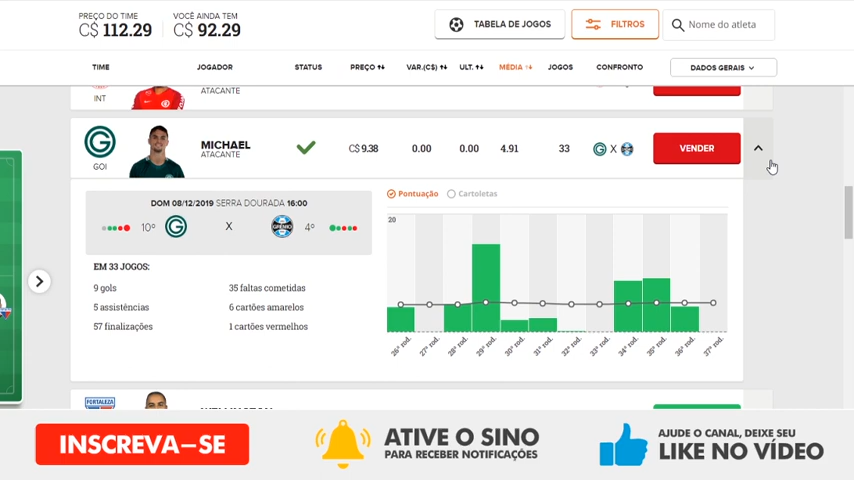 PREÇO DO TIME
C$ 112.29
VOCÊ AINDA TEM
C$ 92.29
TABELA DE JOGOS
FILTROS
Nome do atleta
TIME JOGADOR STATUS PREÇO VAR.(C$) ULT. MÉDIA JOGOS CONFRONTO DADOS GERAIS
INT
ATACANTE
GOI
MICHAEL
ATACANTE
C$ 9.38 0.00 0.00 4.91 33 X VENDER
DOM 08/12/2019 SERRA DOURADA 16:00
10º X 4º
EM 33 JOGOS:
9 gols
35 faltas cometidas
5 assistências
6 cartões amarelos
57 finalizações
1 cartões vermelhos
Pontuação Cartoletas
20
26ª rod. 27ª rod. 28ª rod. 29ª rod. 30ª rod. 31ª rod. 32ª rod. 33ª rod. 34ª rod. 35ª rod. 36ª rod. 37ª rod.
FORTALEZA
INSCREVA-SE
ATIVE O SINO
PARA RECEBER NOTIFICAÇÕES
AJUDE O CANAL, DEIXE SEU
LIKE NO VÍDEO